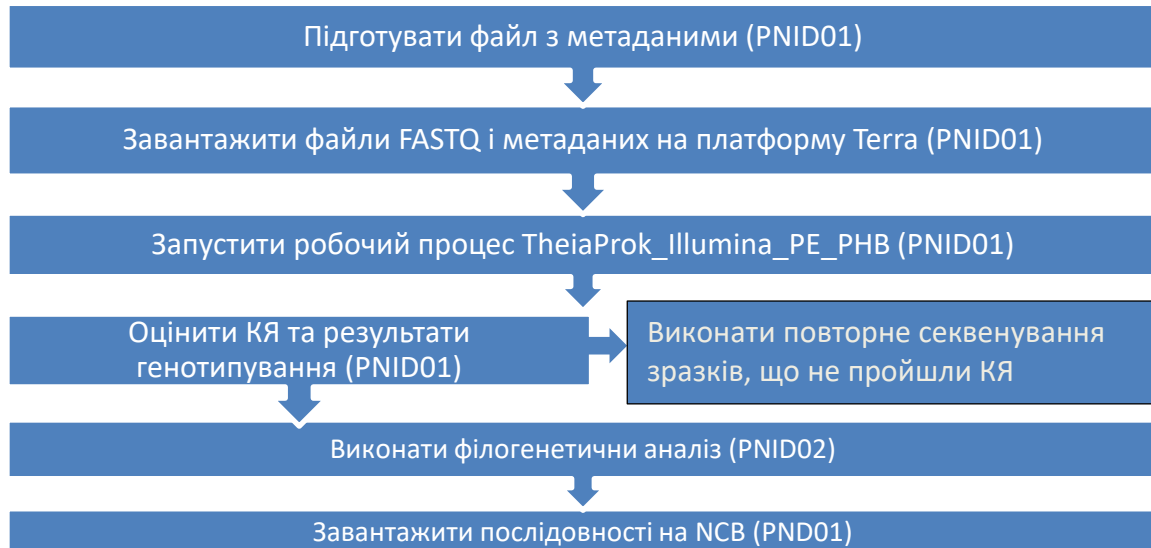 Підготувати файл з метаданими (PNID01)
Завантажити файли FASTQ і метаданих на платформу Terra (PNID01)
Запустити робочий процес TheiaProk_Illumina_PE_PHB (PNID01)
Оцінити КЯ та результати
генотипування (PNID01)
Виконати повторне секвенування
зразків, що не пройшли КЯ
Виконати філогенетични аналіз (PNID02)
Завантажити послідовності на NCB (PND01)